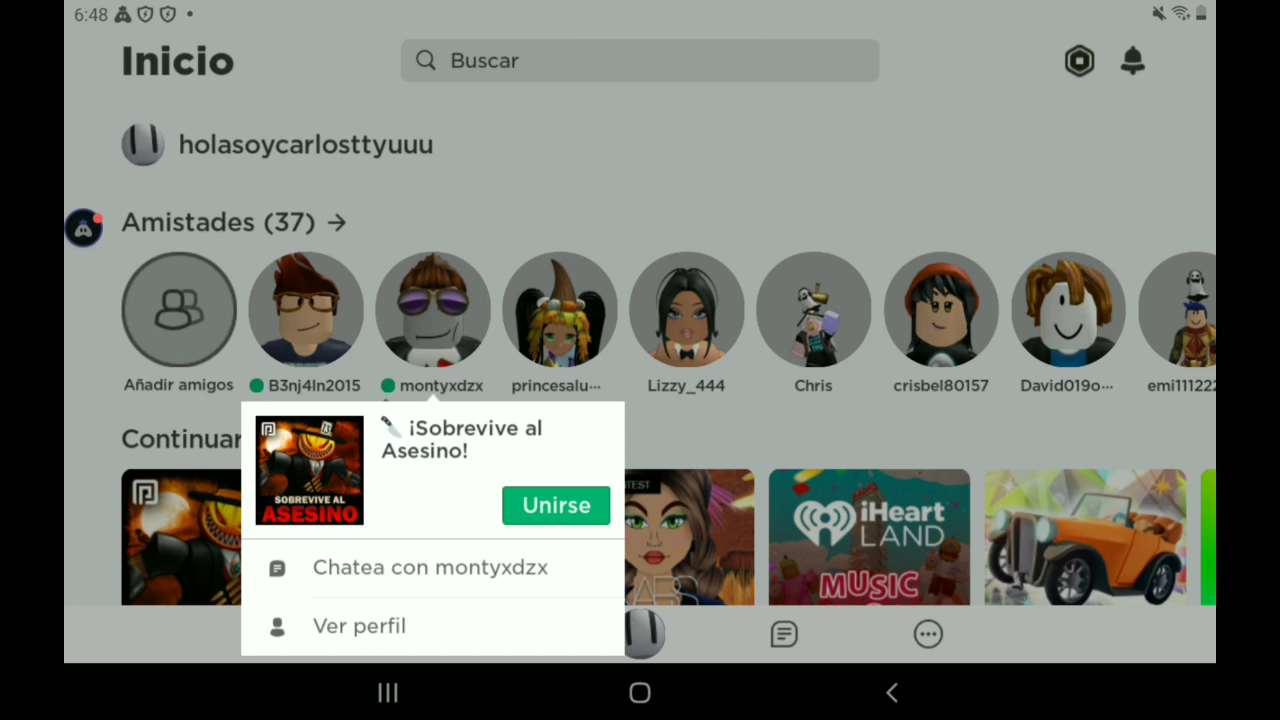 6:48
Inicio
Buscar
holasoycarlosttyuuu
Amistades (37) →
Añadir amigos
B3nj4ln2015
montyxdzx
princesalu...
Lizzy_444
Chris
crisbel80157
David019o...
emi111222
Continuar
🔪 ¡Sobrevive al
Asesino!
SOBREVIVE AL
ASESINO
Unirse
Chatea con montyxdzx
Ver perfil
iHeart
LAND
MUSIC